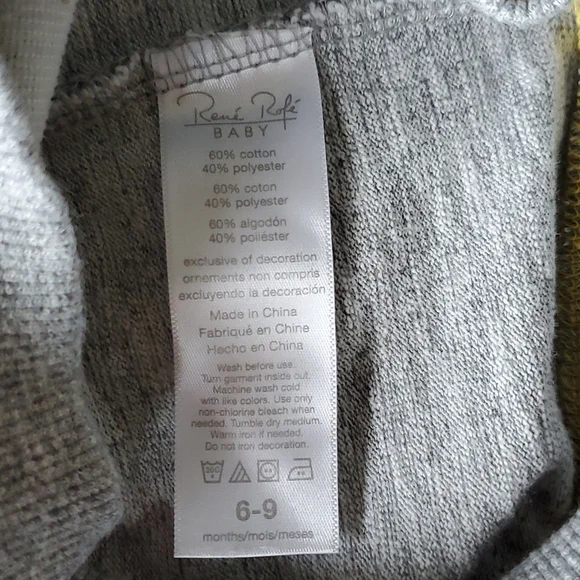 René Rofé
BABY
60% cotton
40% polyester
60% coton
40% polyester
60% algodón
40% poliéster
exclusive of decoration
ornements non compris
excluyendo la decoración
Made in China
Fabriqué en Chine
Hecho en China
Wash before use.
Turn garment inside out.
Machine wash cold
with like colors. Use only
non-chlorine bleach when
needed. Tumble dry medium.
Warm iron if needed.
Do not iron decoration.
6-9
months/mois/meses